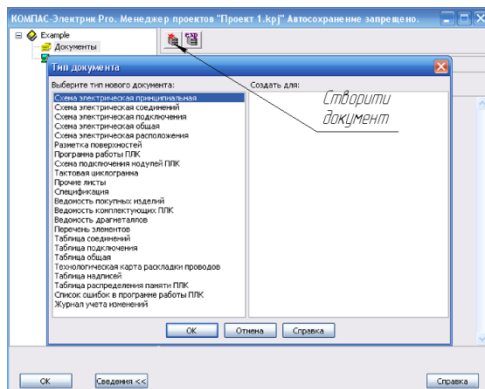 КОМПАС-Электрик Pro. Менеджер проектов "Проект 1.kpj" Автосохранение запрещено.
Example
Документы
Тип документа
Выберите тип нового документа:
Создать для:
Схема электрическая принципиальная
Схема электрическая соединений
Схема электрическая подключения
Схема электрическая общая
Схема электрическая расположения
Разметка поверхностей
Программа работы ПЛК
Схема подключения модулей ПЛК
Тактовая циклограмма
Прочие листы
Спецификация
Ведомость покупных изделий
Ведомость комплектующих ПЛК
Ведомость драгметаллов
Перечень элементов
Таблица соединений
Таблица подключения
Таблица общая
Технологическая карта раскладки проводов
Таблица надписей
Таблица распределения памяти ПЛК
Список ошибок в программе работы ПЛК
Журнал учета изменений
Створити
документ
ОК
Отмена
Справка
ОК
Сведения <<
Справка